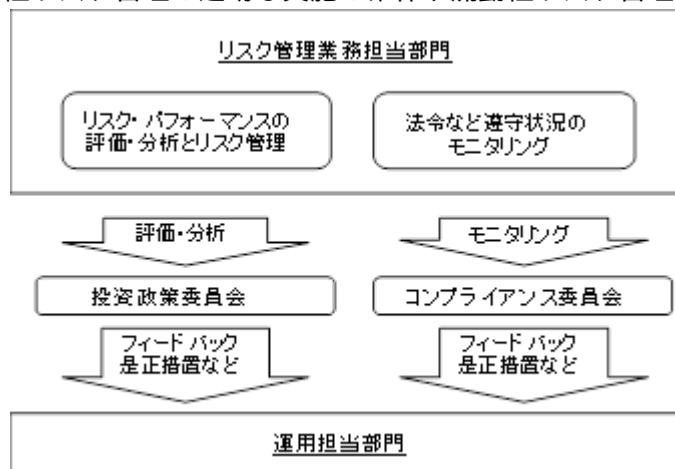 リスク管理業務担当部門
リスク・パフォーマンスの
評価・分析とリスク管理
法令など遵守状況の
モニタリング
評価・分析
モニタリング
投資政策委員会
コンプライアンス委員会
フィードバック
是正措置など
フィードバック
是正措置など
運用担当部門